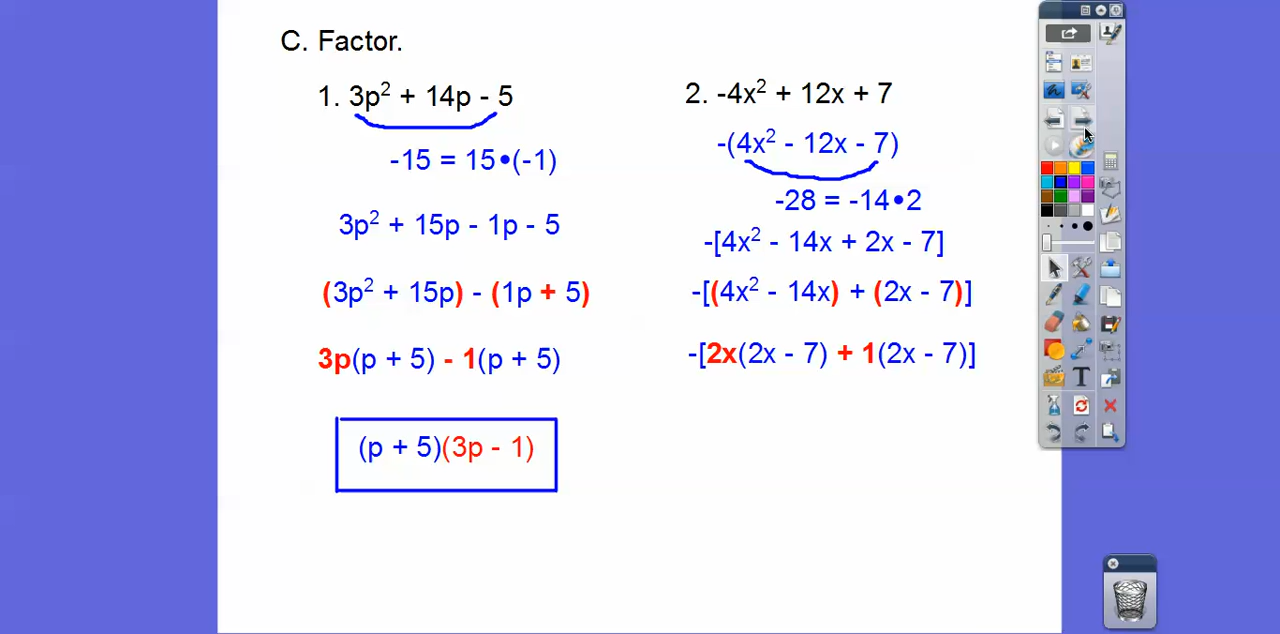 C. Factor.
1. 3p² + 14p - 5
-15 = 15•(-1)
3p² + 15p - 1p - 5
(3p² + 15p) - (1p + 5)
3p(p + 5) - 1(p + 5)
(p + 5)(3p - 1)
2. -4x² + 12x + 7
-(4x² - 12x - 7)
-28 = -14•2
-[4x² - 14x + 2x - 7]
-[(4x² - 14x) + (2x - 7)]
-[2x(2x - 7) + 1(2x - 7)]